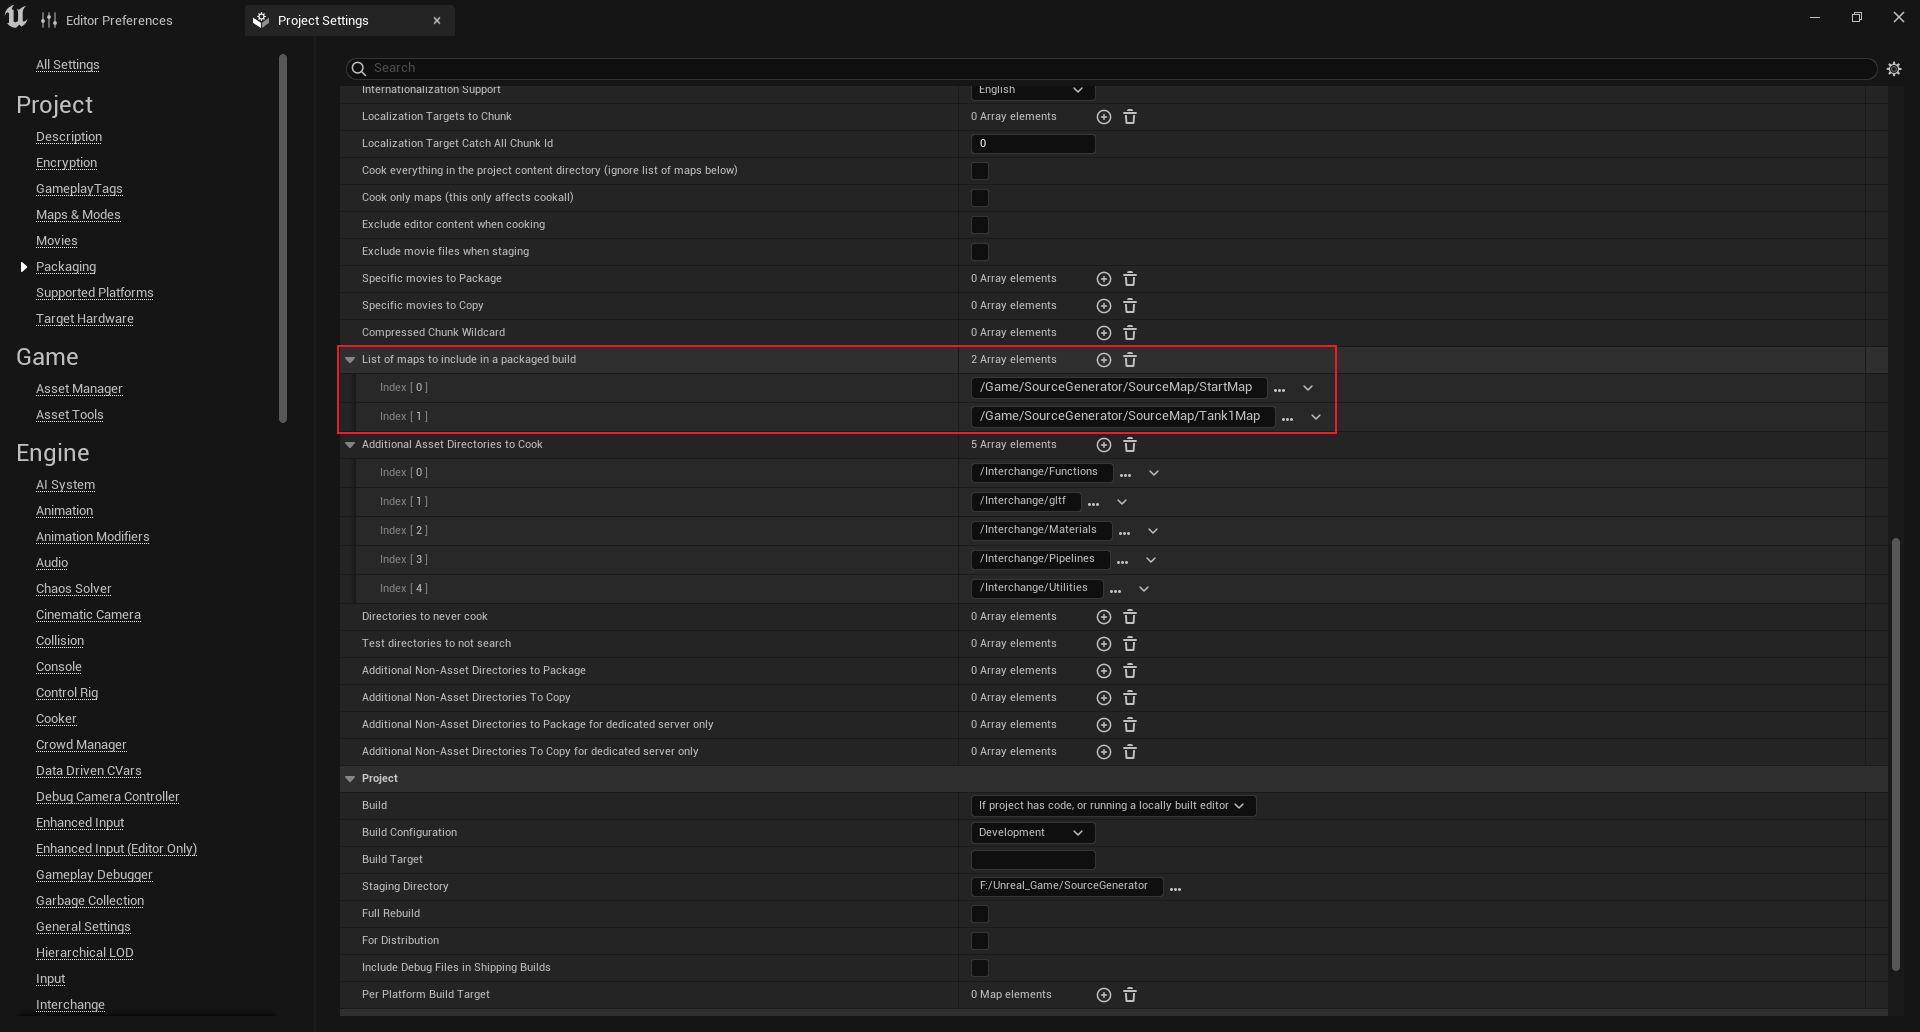 Editor Preferences
Project Settings
All Settings
Project
Description
Encryption
GameplayTags
Maps & Modes
Movies
Packaging
Supported Platforms
Target Hardware
Game
Asset Manager
Asset Tools
Engine
AI System
Animation
Animation Modifiers
Audio
Chaos Solver
Cinematic Camera
Collision
Console
Control Rig
Cooker
Crowd Manager
Data Driven CVars
Debug Camera Controller
Enhanced Input
Enhanced Input (Editor Only)
Gameplay Debugger
Garbage Collection
General Settings
Hierarchical LOD
Input
Interchange
Search
Internationalization Support English
Localization Targets to Chunk 0 Array elements
Localization Target Catch All Chunk Id 0
Cook everything in the project content directory (ignore list of maps below)
Cook only maps (this only affects cookall)
Exclude editor content when cooking
Exclude movie files when staging
Specific movies to Package 0 Array elements
Specific movies to Copy 0 Array elements
Compressed Chunk Wildcard 0 Array elements
List of maps to include in a packaged build 2 Array elements
Index [ 0 ] /Game/SourceGenerator/SourceMap/StartMap
Index [ 1 ] /Game/SourceGenerator/SourceMap/Tank1Map
Additional Asset Directories to Cook 5 Array elements
Index [ 0 ] /Interchange/Functions
Index [ 1 ] /Interchange/gltf
Index [ 2 ] /Interchange/Materials
Index [ 3 ] /Interchange/Pipelines
Index [ 4 ] /Interchange/Utilities
Directories to never cook 0 Array elements
Test directories to not search 0 Array elements
Additional Non-Asset Directories to Package 0 Array elements
Additional Non-Asset Directories To Copy 0 Array elements
Additional Non-Asset Directories to Package for dedicated server only 0 Array elements
Additional Non-Asset Directories To Copy for dedicated server only 0 Array elements
Project
Build If project has code, or running a locally built editor
Build Configuration Development
Build Target
Staging Directory F:/Unreal_Game/SourceGenerator
Full Rebuild
For Distribution
Include Debug Files in Shipping Builds
Per Platform Build Target 0 Map elements